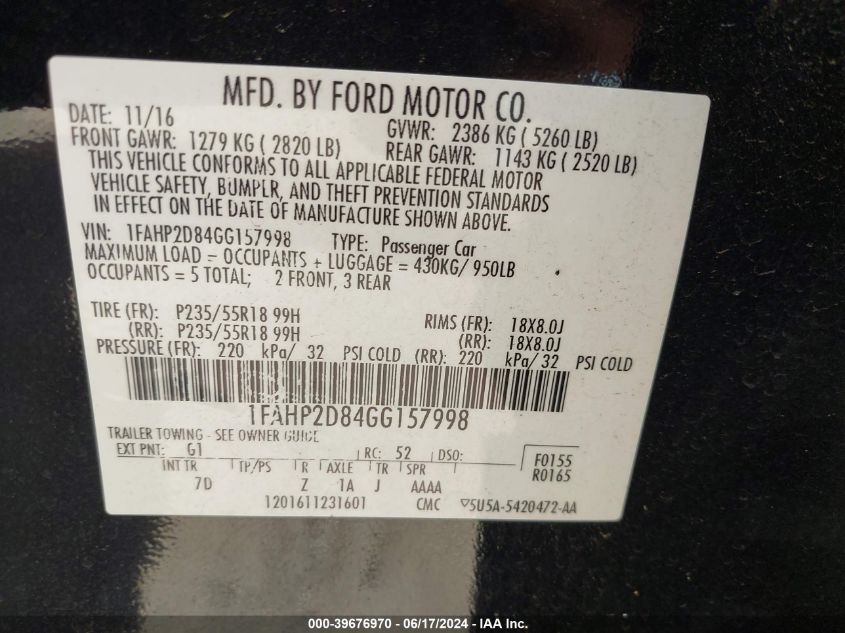 MFD. BY FORD MOTOR CO.
DATE: 11/16 GVWR: 2386 KG ( 5260 LB)
FRONT GAWR: 1279 KG ( 2820 LB) REAR GAWR: 1143 KG ( 2520 LB)
THIS VEHICLE CONFORMS TO ALL APPLICABLE FEDERAL MOTOR
VEHICLE SAFETY, BUMPER, AND THEFT PREVENTION STANDARDS
IN EFFECT ON THE DATE OF MANUFACTURE SHOWN ABOVE.
VIN: 1FAHP2D84GG157998 TYPE: Passenger Car
MAXIMUM LOAD = OCCUPANTS + LUGGAGE = 430KG/ 950LB
OCCUPANTS = 5 TOTAL; 2 FRONT, 3 REAR
TIRE (FR): P235/55R18 99H RIMS (FR): 18X8.0J
(RR): P235/55R18 99H (RR): 18X8.0J
PRESSURE (FR): 220 kPa/ 32 PSI COLD (RR): 220 kPa/ 32 PSI COLD
1FAHP2D84GG157998
TRAILER TOWING - SEE OWNER GUIDE
EXT PNT: G1 RC: 52 DSO: F0155
R0165
INT TR TP/PS R AXLE TR SPR
7D Z 1A J AAAA
1201611231601 CMC ▽5U5A-5420472-AA
000-39676970 - 06/17/2024 - IAA Inc.